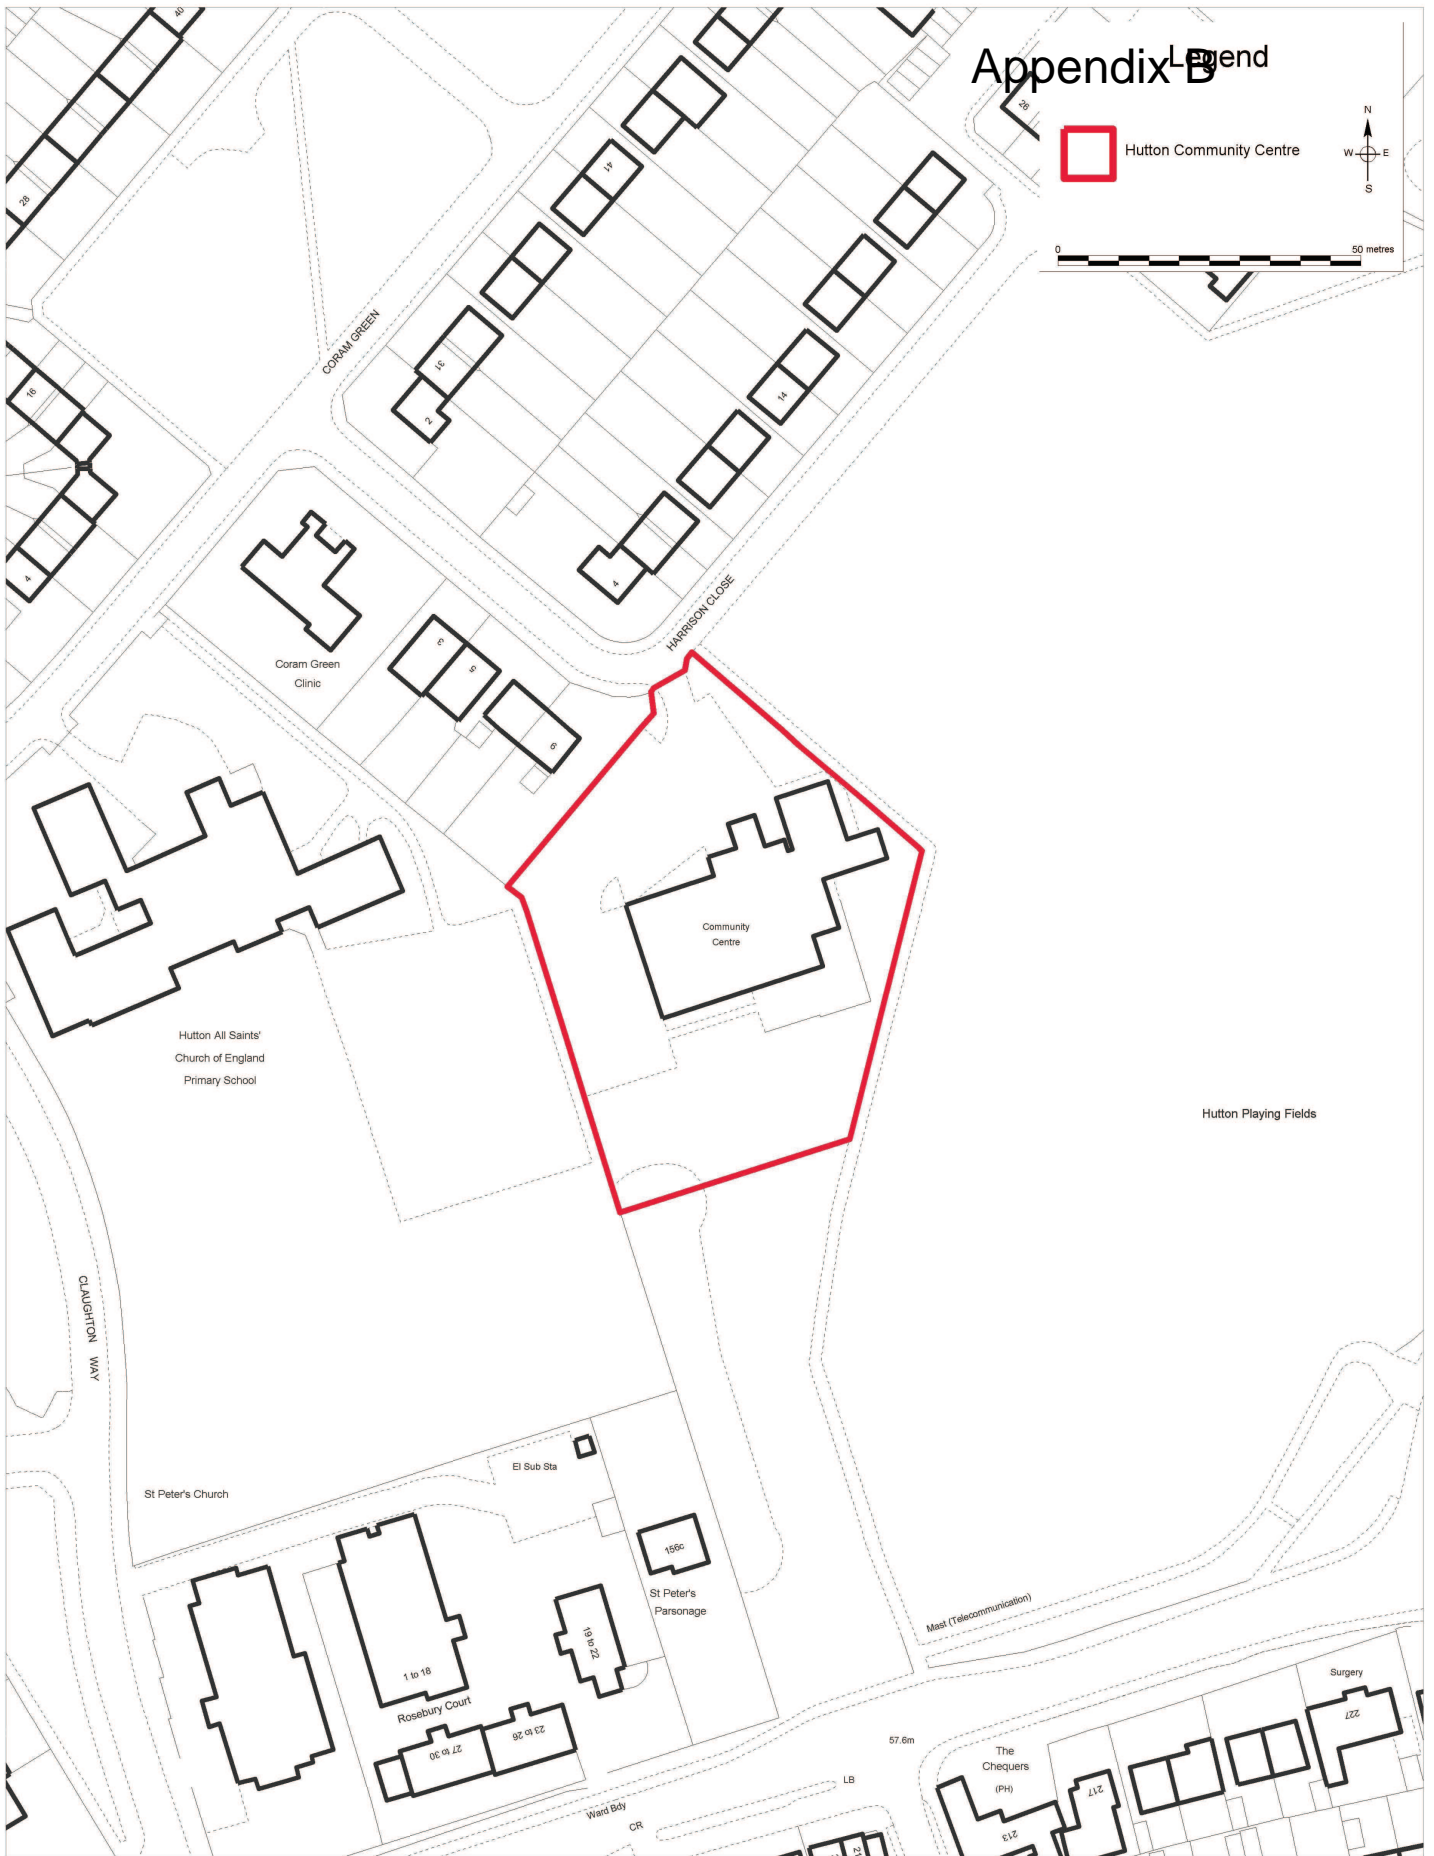 Appendix B
Legend
Hutton Community Centre
N
W
E
S
0
50 metres
40
28
26
41
CORAM GREEN
31
2
16
14
4
4
HARRISON CLOSE
Coram Green
Clinic
3
5
9
Community
Centre
Hutton All Saints'
Church of England
Primary School
Hutton Playing Fields
CLAUGHTON WAY
El Sub Sta
St Peter's Church
156c
St Peter's
Parsonage
Mast (Telecommunication)
19 to 22
1 to 18
Rosebury Court
23 to 26
27 to 30
Surgery
227
57.6m
The
Chequers
(PH)
217
LB
Ward Bdy
CR
213